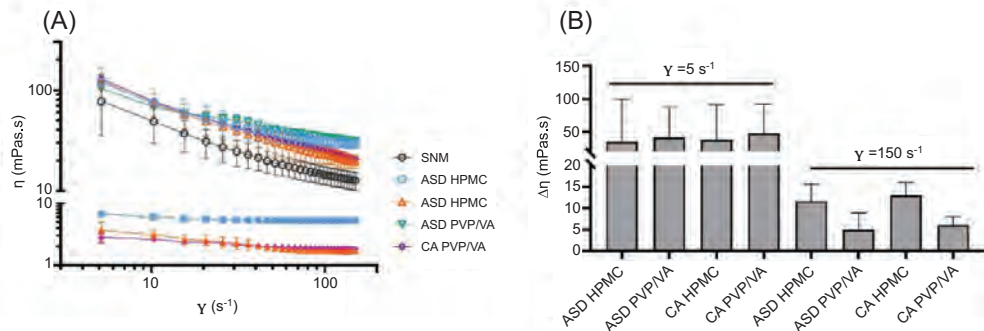 (A)
η (mPas.s)
100
10
10
1
10
100
Υ (s⁻¹)
SNM
ASD HPMC
ASD HPMC
ASD PVP/VA
CA PVP/VA
(B)
Δη (mPas.s)
150
100
50
20
15
10
5
0
Υ =5 s⁻¹
Υ =150 s⁻¹
ASD HPMC
ASD PVP/VA
CA HPMC
CA PVP/VA
ASD HPMC
ASD PVP/VA
CA HPMC
CA PVP/VA